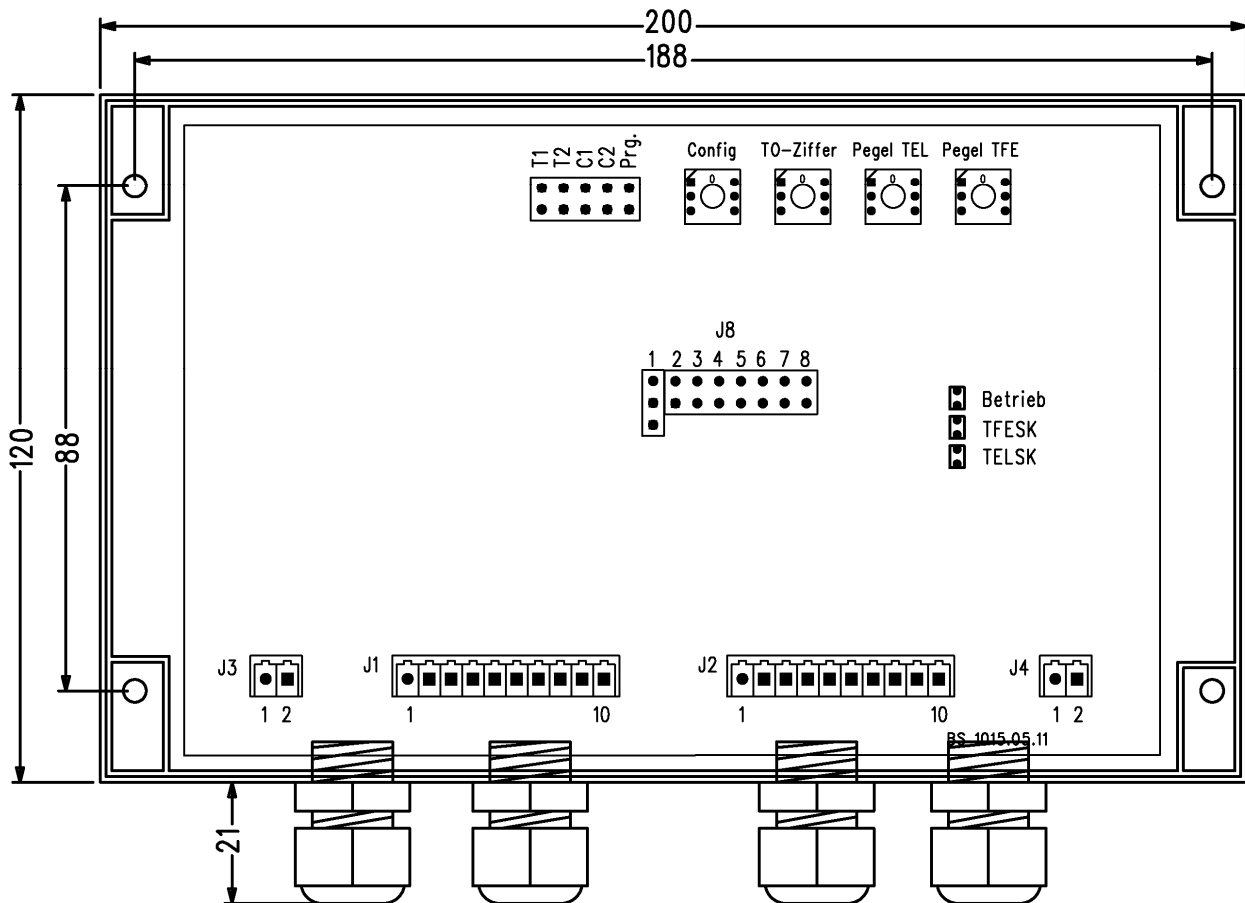 200
188
T1 T2 C1 C2 Prg.
Config TO-Ziffer Pegel TEL Pegel TFE
0 0 0 0
J8
1 2 3 4 5 6 7 8
Betrieb
TFESK
TELSK
120
88
J3 J1 J2 J4
1 2 1 10 1 10 1 2
BS 1015.05.11
21